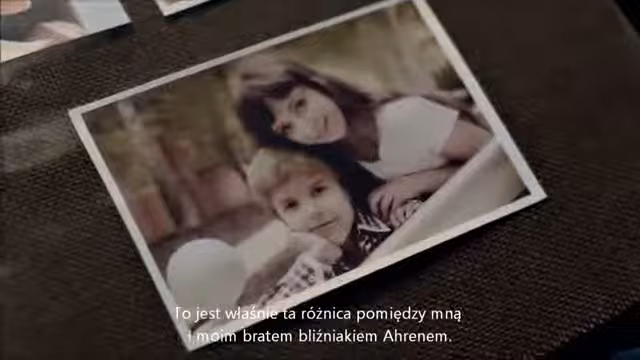 To jest właśnie ta różnica pomiędzy mną
i moim bratem bliźniakiem Ahrenem.